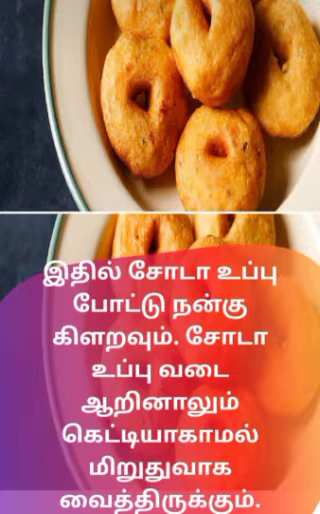 இதில் சோடா உப்பு
போட்டு நன்கு
கிளறவும். சோடா
உப்பு வடை
ஆறினாலும்
கெட்டியாகாமல்
மிறுதுவாக
வைத்திருக்கும்.